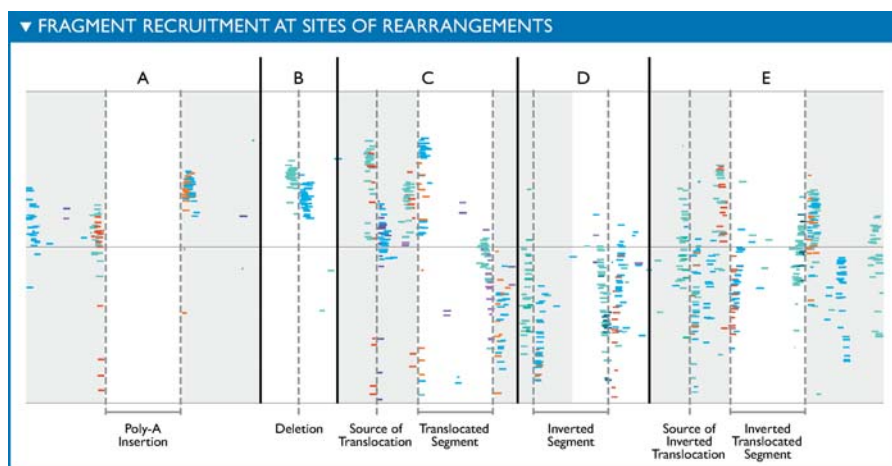 ▼ FRAGMENT RECRUITMENT AT SITES OF REARRANGEMENTS
A B C D E
Poly-A
Insertion
Deletion
Source of
Translocation
Translocated
Segment
Inverted
Segment
Source of
Inverted
Translocation
Inverted
Translocated
Segment